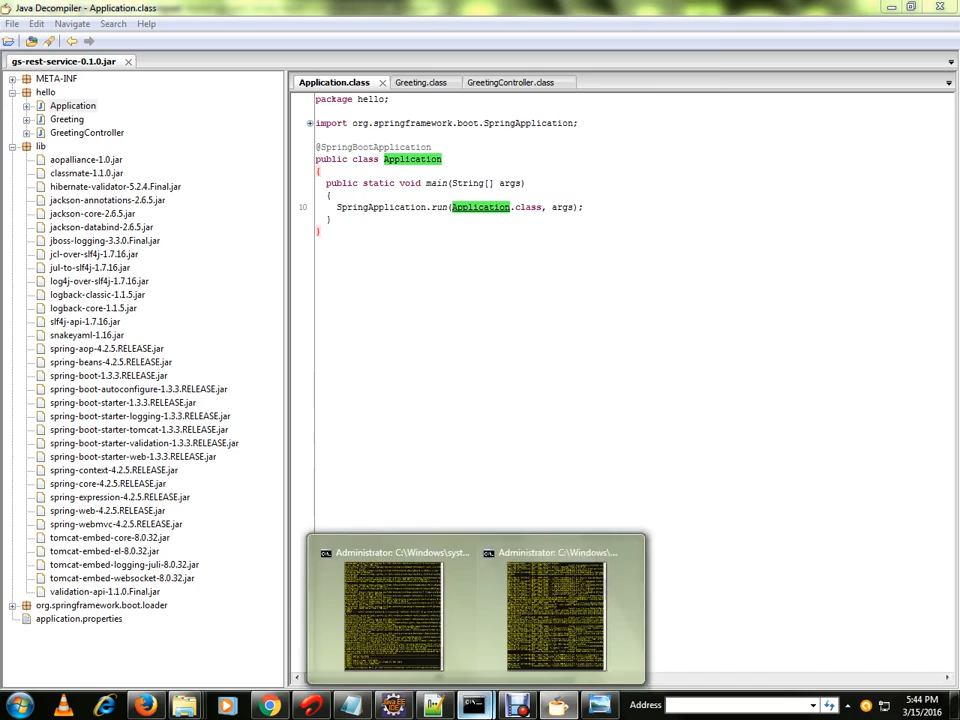 Java Decompiler - Application.class
File Edit Navigate Search Help
gs-rest-service-0.1.0.jar
META-INF
hello
Application
Greeting
GreetingController
lib
aopalliance-1.0.jar
classmate-1.1.0.jar
hibernate-validator-5.2.4.Final.jar
jackson-annotations-2.6.5.jar
jackson-core-2.6.5.jar
jackson-databind-2.6.5.jar
jboss-logging-3.3.0.Final.jar
jcl-over-slf4j-1.7.16.jar
jul-to-slf4j-1.7.16.jar
log4j-over-slf4j-1.7.16.jar
logback-classic-1.1.5.jar
logback-core-1.1.5.jar
slf4j-api-1.7.16.jar
snakeyaml-1.16.jar
spring-aop-4.2.5.RELEASE.jar
spring-beans-4.2.5.RELEASE.jar
spring-boot-1.3.3.RELEASE.jar
spring-boot-autoconfigure-1.3.3.RELEASE.jar
spring-boot-starter-1.3.3.RELEASE.jar
spring-boot-starter-logging-1.3.3.RELEASE.jar
spring-boot-starter-tomcat-1.3.3.RELEASE.jar
spring-boot-starter-validation-1.3.3.RELEASE.jar
spring-boot-starter-web-1.3.3.RELEASE.jar
spring-context-4.2.5.RELEASE.jar
spring-core-4.2.5.RELEASE.jar
spring-expression-4.2.5.RELEASE.jar
spring-web-4.2.5.RELEASE.jar
spring-webmvc-4.2.5.RELEASE.jar
tomcat-embed-core-8.0.32.jar
tomcat-embed-el-8.0.32.jar
tomcat-embed-logging-juli-8.0.32.jar
tomcat-embed-websocket-8.0.32.jar
validation-api-1.1.0.Final.jar
org.springframework.boot.loader
application.properties
Application.class Greeting.class GreetingController.class
package hello;
import org.springframework.boot.SpringApplication;
@SpringBootApplication
public class Application
{
public static void main(String[] args)
{
10 SpringApplication.run(Application.class, args);
}
}
Administrator: C:\Windows\syst... Administrator: C:\Windows\...
Address
5:44 PM
3/15/2016